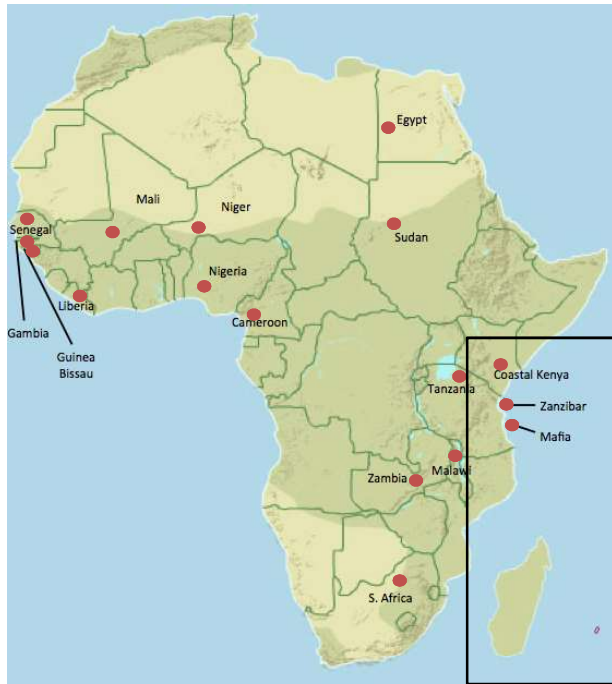 Egypt
Mali
Niger
Senegal
Sudan
Nigeria
Liberia
Cameroon
Gambia
Guinea
Bissau
Coastal Kenya
Tanzania
Zanzibar
Mafia
Malawi
Zambia
S. Africa